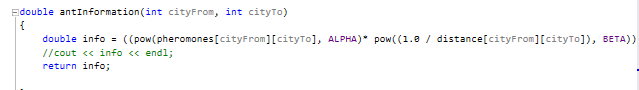 double antInformation(int cityFrom, int cityTo)
{
double info = ((pow(pheromones[cityFrom][cityTo], ALPHA)* pow((1.0 / distance[cityFrom][cityTo]), BETA))
//cout << info << endl;
return info;